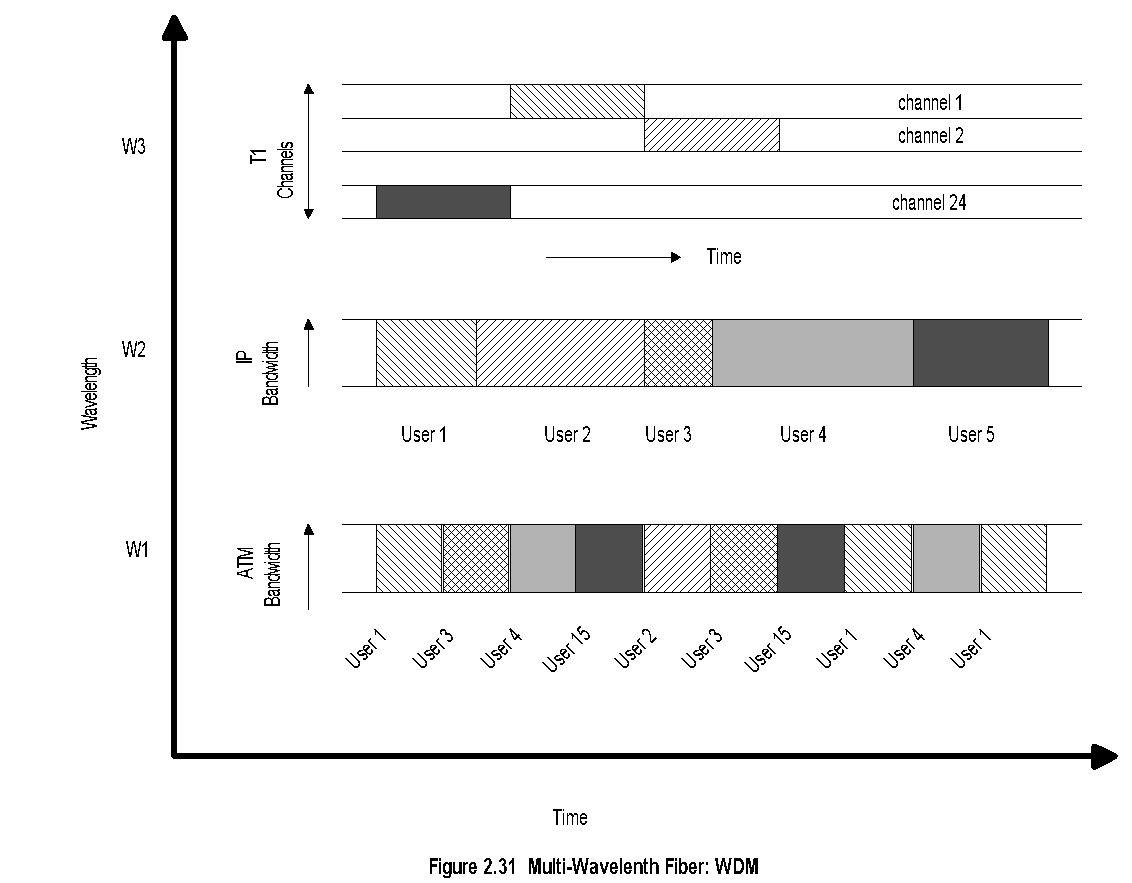 channel 1
W3
T1
Channels
channel 2
channel 24
Time
W2
IP
Bandwidth
Wavelength
User 1 User 2 User 3 User 4 User 5
W1
ATM
Bandwidth
User 1 User 3 User 4 User 15 User 2 User 3 User 15 User 1 User 4 User 1
Time
Figure 2.31 Multi-Wavelenth Fiber: WDM